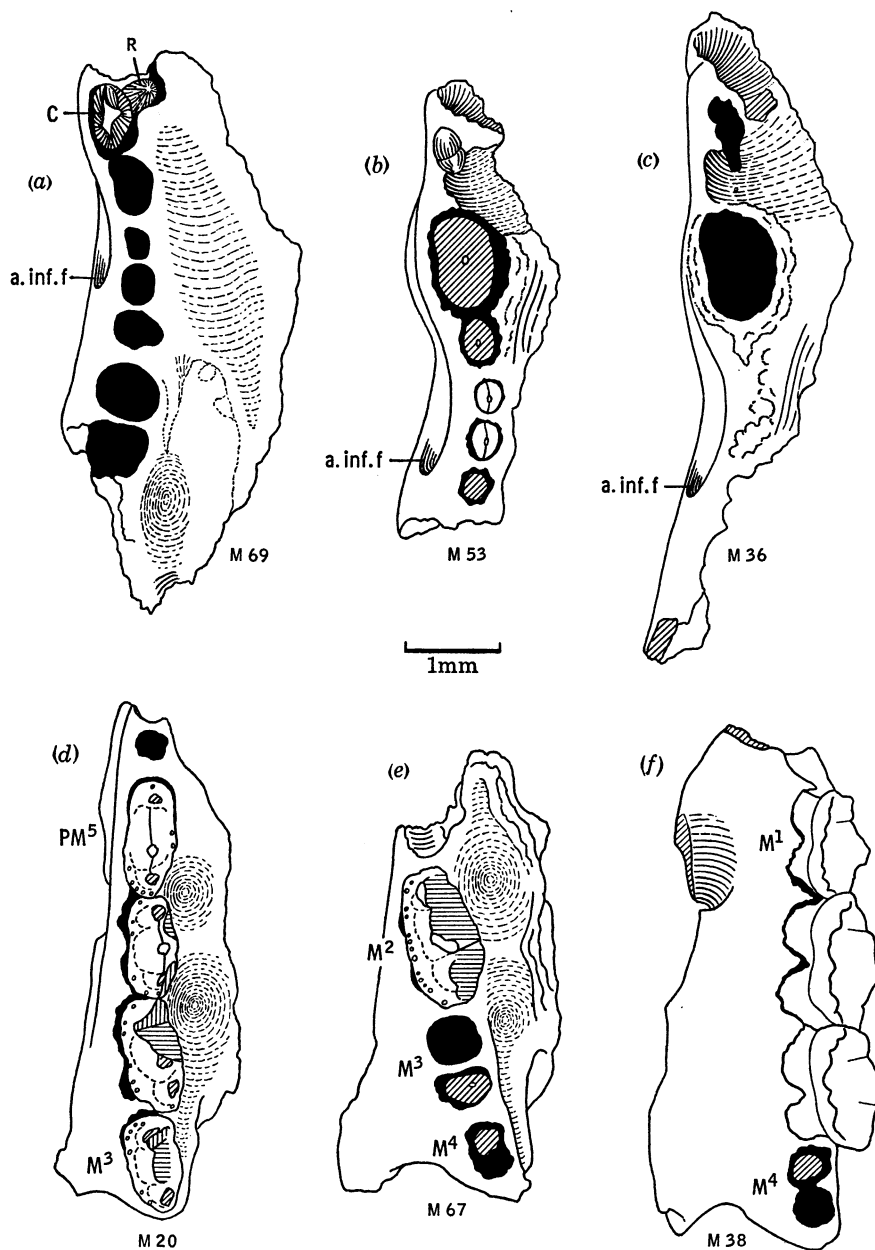 R
C
(a)
a.inf.f
M 69
(b)
a.inf.f
M 53
(c)
a.inf.f
M 36
1mm
(d)
PM⁵
M³
M 20
(e)
M²
M³
M⁴
M 67
(f)
M¹
M⁴
M 38